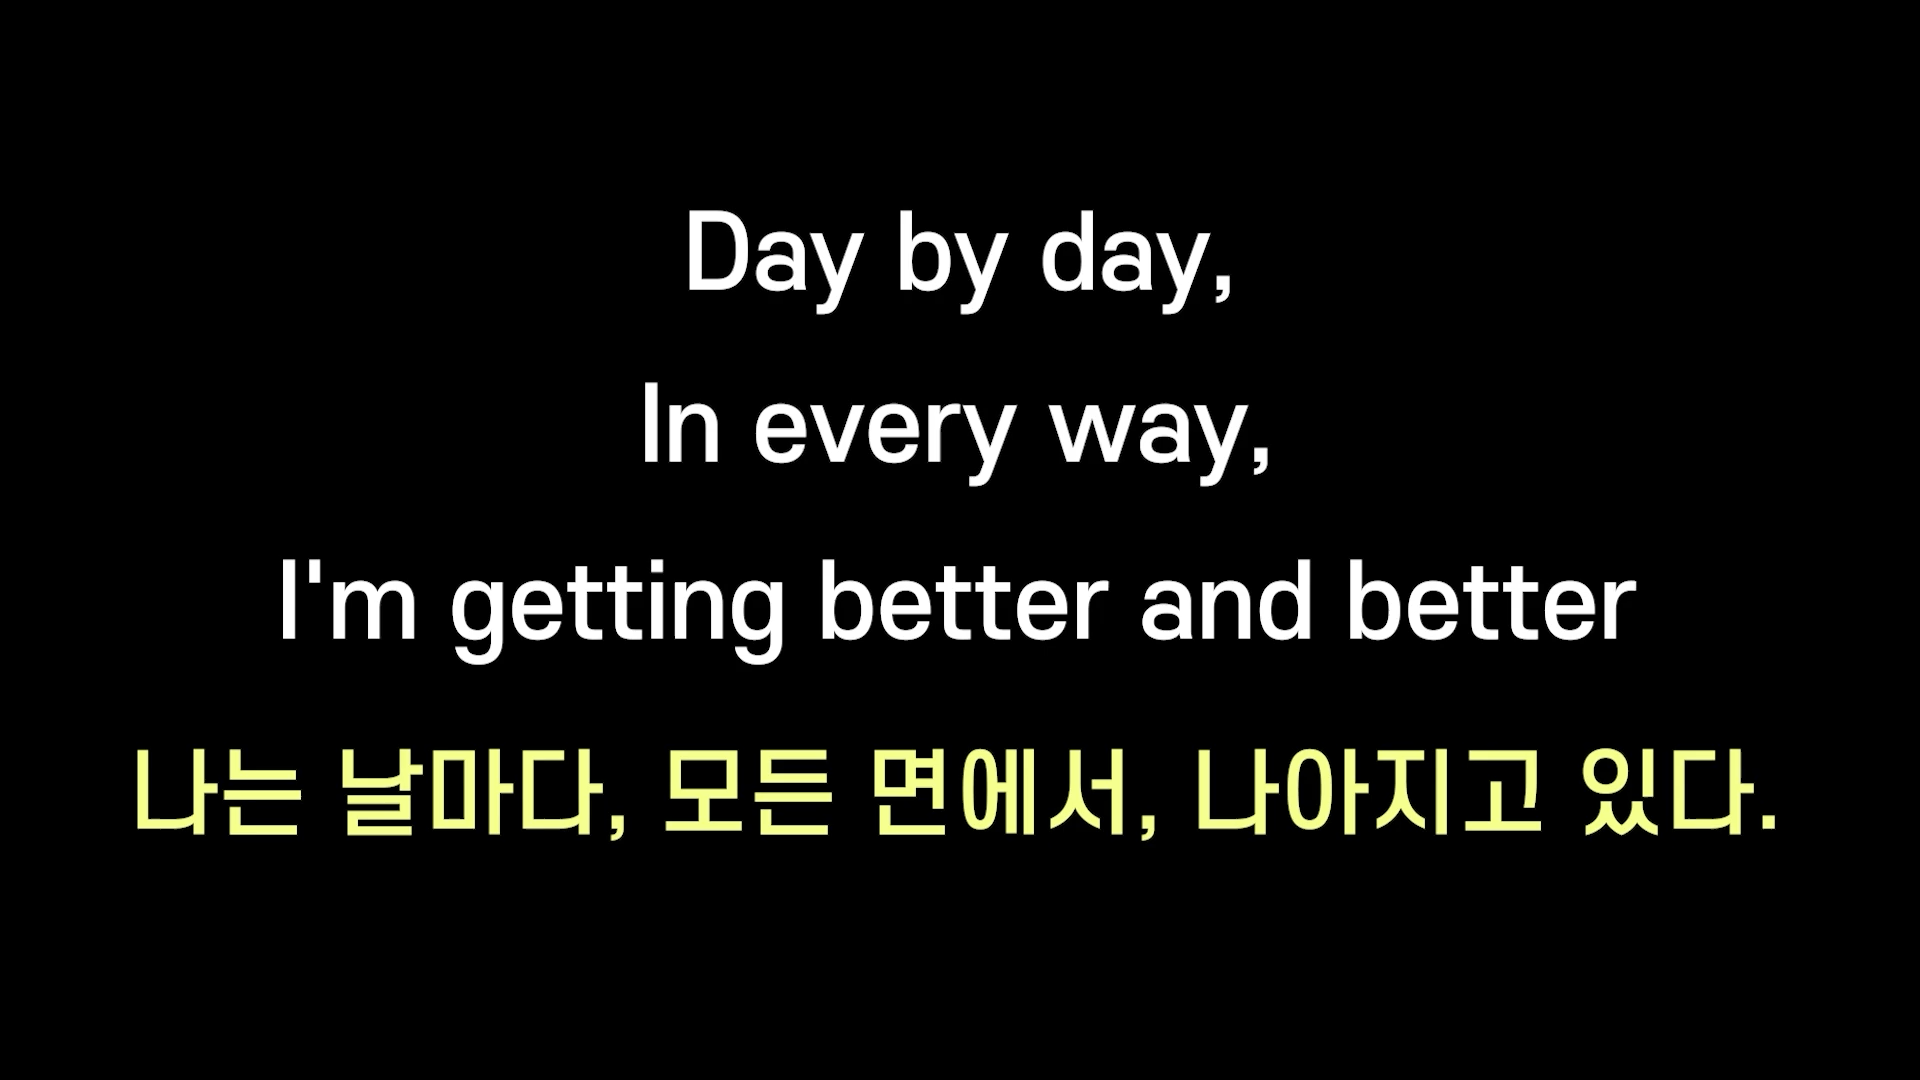 Day by day,
In every way,
I'm getting better and better
나는 날마다, 모든 면에서, 나아지고 있다.